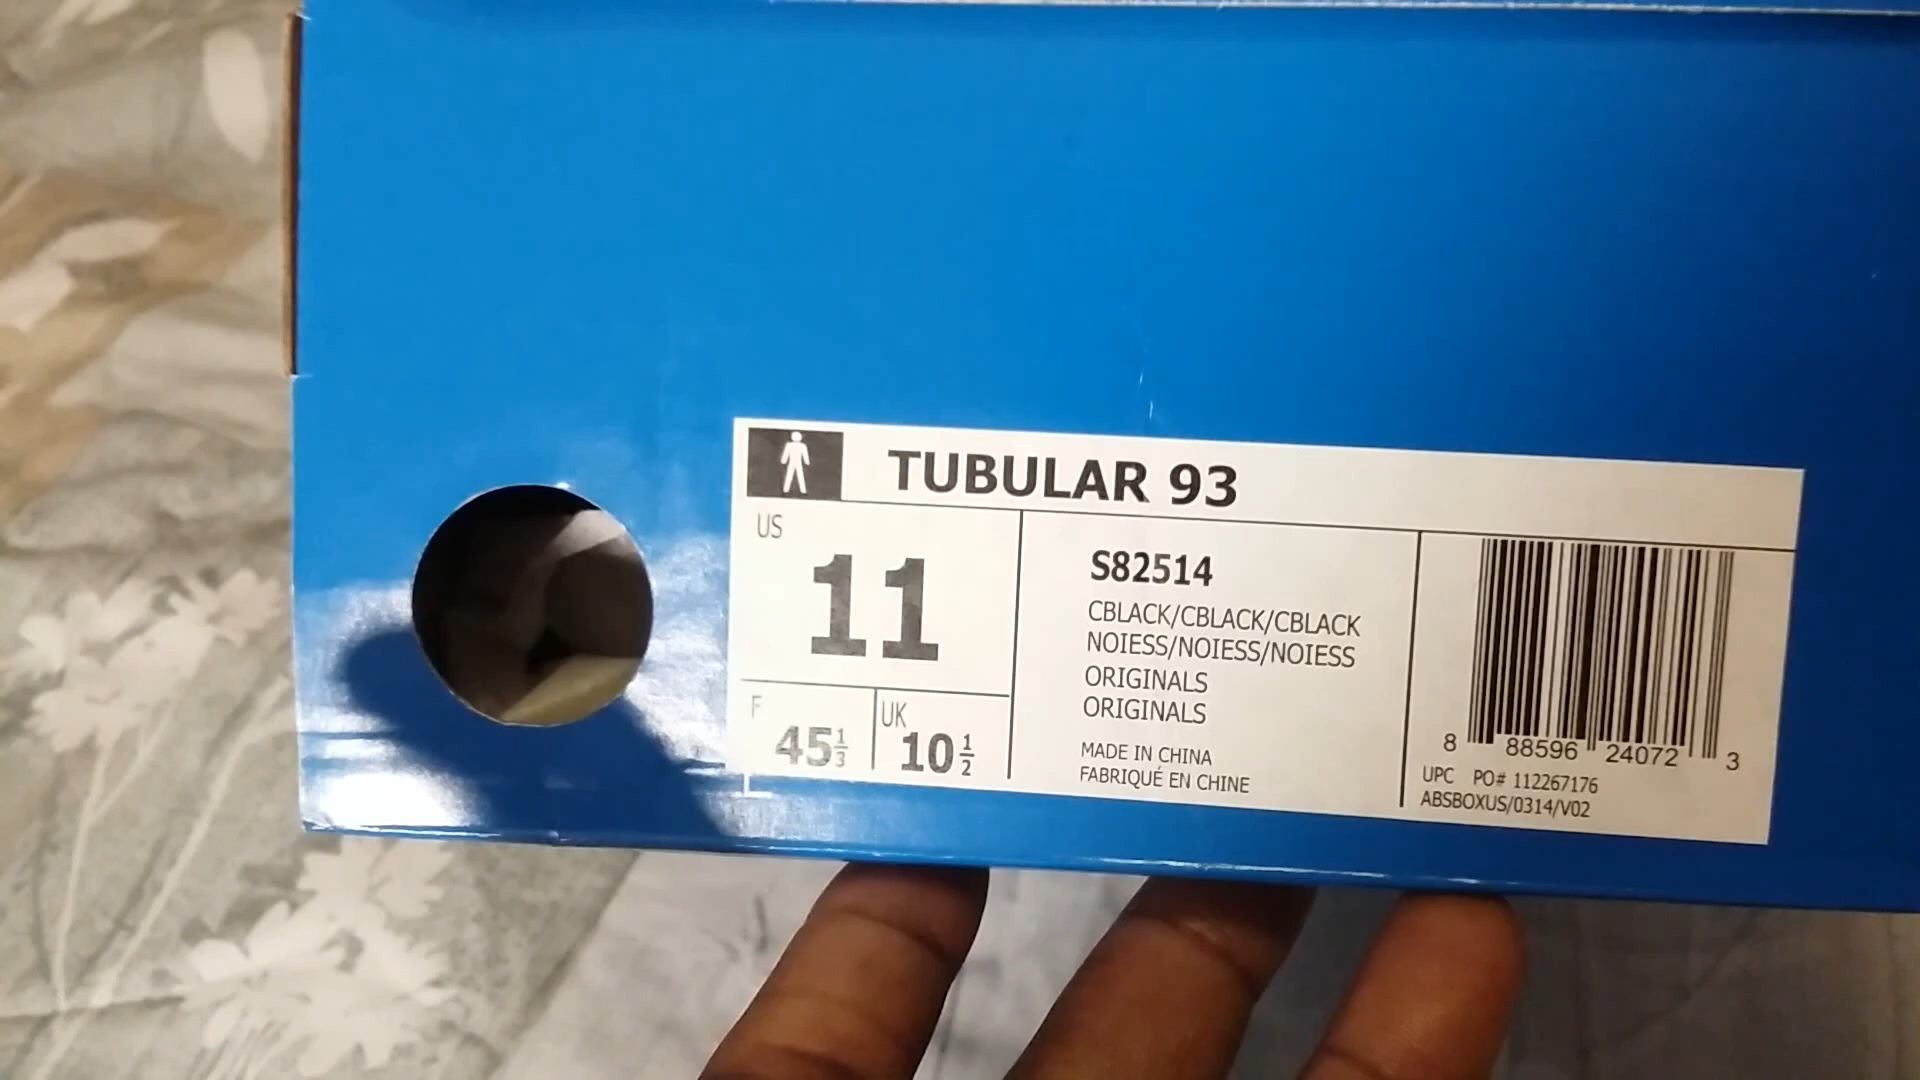 TUBULAR 93
US
11
F
45 1/3
UK
10 1/2
S82514
CBLACK/CBLACK/CBLACK
NOIESS/NOIESS/NOIESS
ORIGINALS
ORIGINALS
MADE IN CHINA
FABRIQUÉ EN CHINE
8 88596 24072 3
UPC PO# 112267176
ABSBOXUS/0314/V02